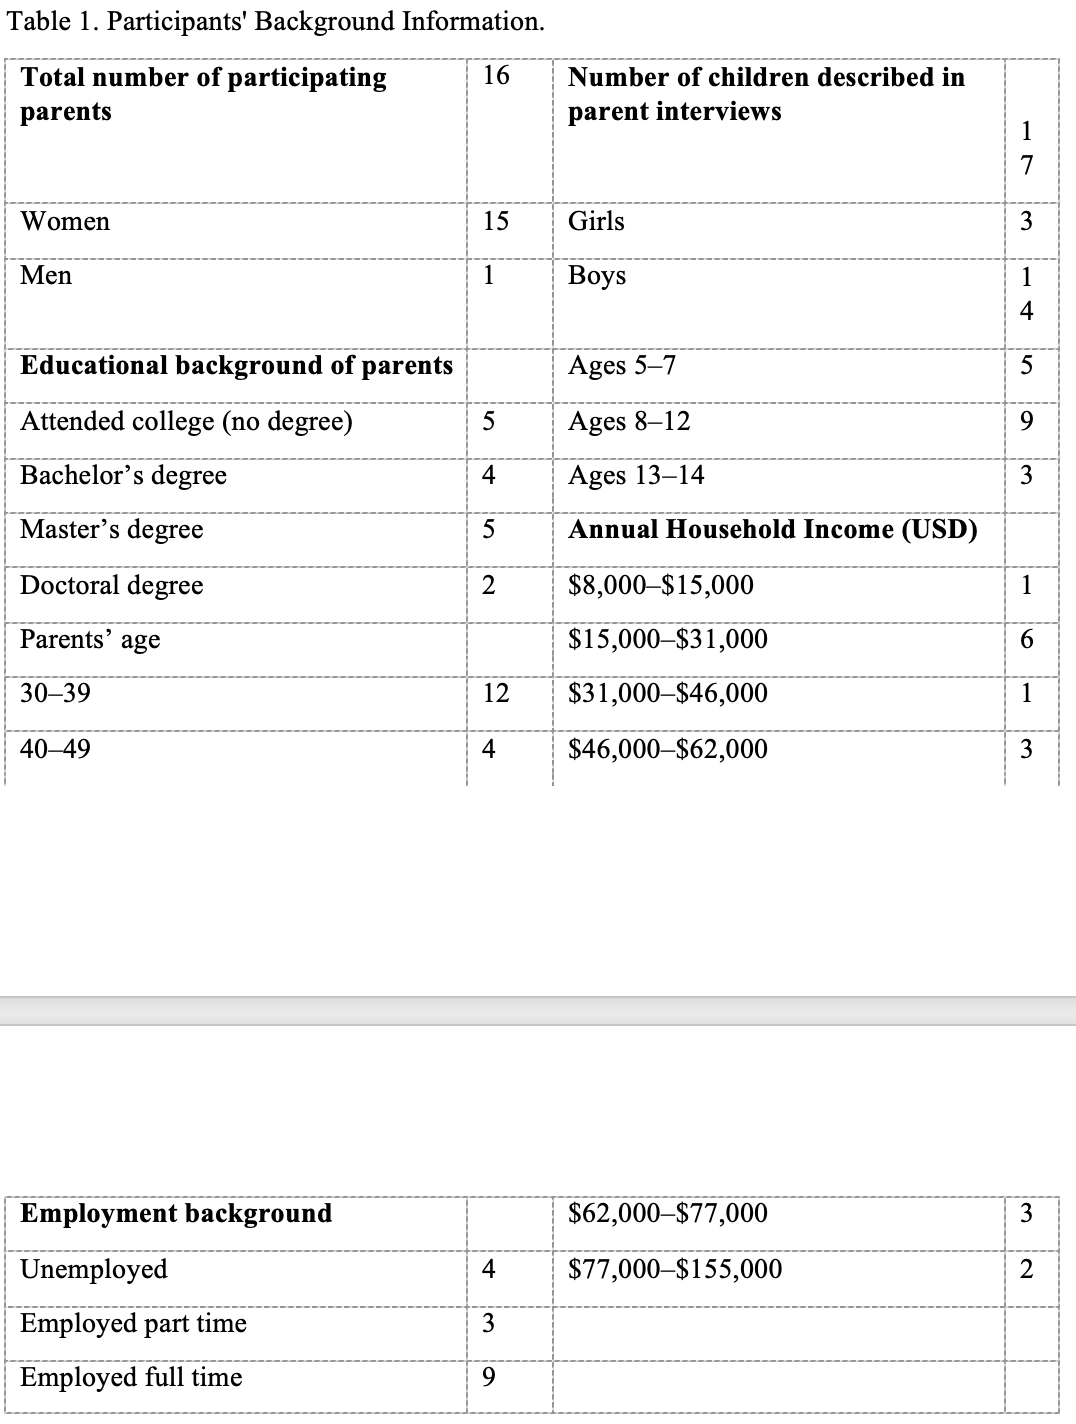 Table 1. Participants' Background Information.
Total number of participating 16 Number of children described in
parents parent interviews
1
7
Women 15 Girls 3
Men 1 Boys 1
4
Educational background of parents Ages 5–7 5
Attended college (no degree) 5 Ages 8–12 9
Bachelor’s degree 4 Ages 13–14 3
Master’s degree 5 Annual Household Income (USD)
Doctoral degree 2 $8,000–$15,000 1
Parents’ age $15,000–$31,000 6
30–39 12 $31,000–$46,000 1
40–49 4 $46,000–$62,000 3
Employment background $62,000–$77,000 3
Unemployed 4 $77,000–$155,000 2
Employed part time 3
Employed full time 9